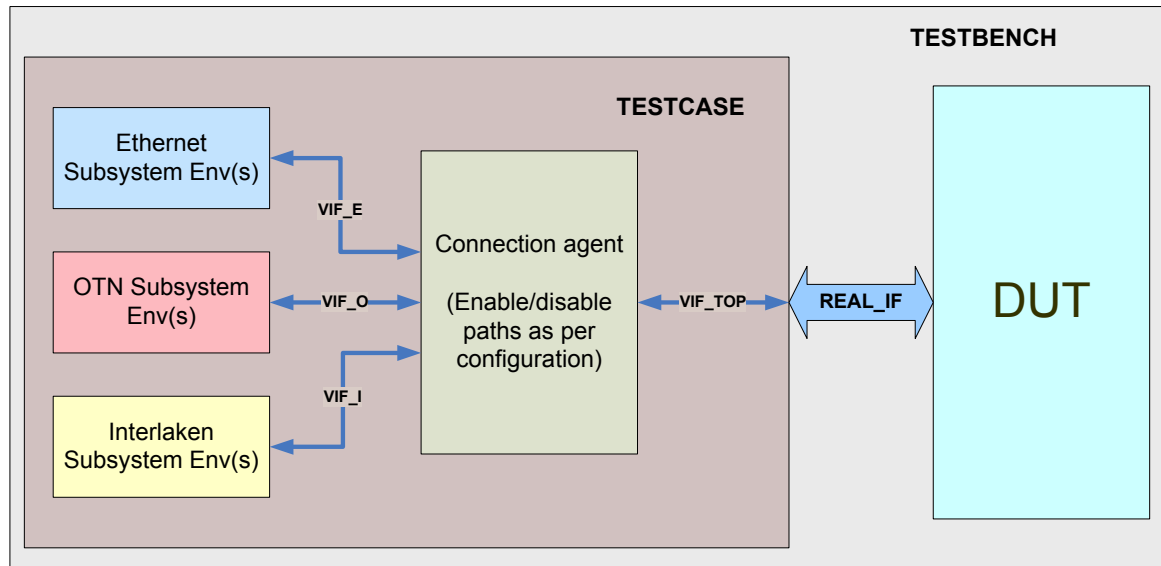 TESTBENCH
TESTCASE
Ethernet
Subsystem Env(s)
VIF_E
OTN Subsystem
Env(s)
VIF_O
Interlaken
Subsystem Env(s)
VIF_I
Connection agent
(Enable/disable
paths as per
configuration)
VIF_TOP
REAL_IF
DUT